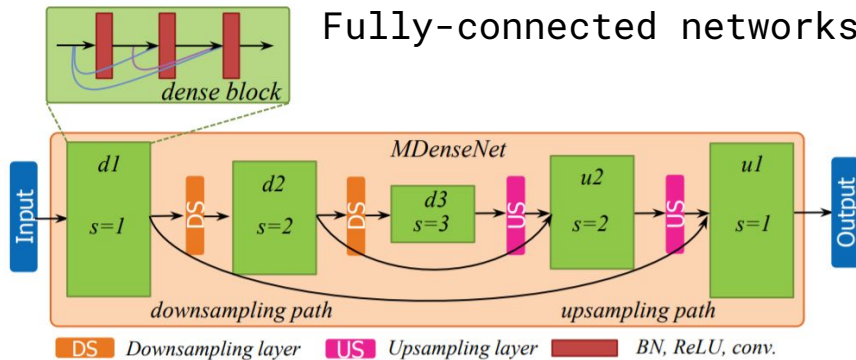 Fully-connected networks
dense block
MDenseNet
Input
d1
s=1
DS
d2
s=2
DS
d3
s=3
US
u2
s=2
US
u1
s=1
Output
downsampling path
upsampling path
DS Downsampling layer US Upsampling layer BN, ReLU, conv.